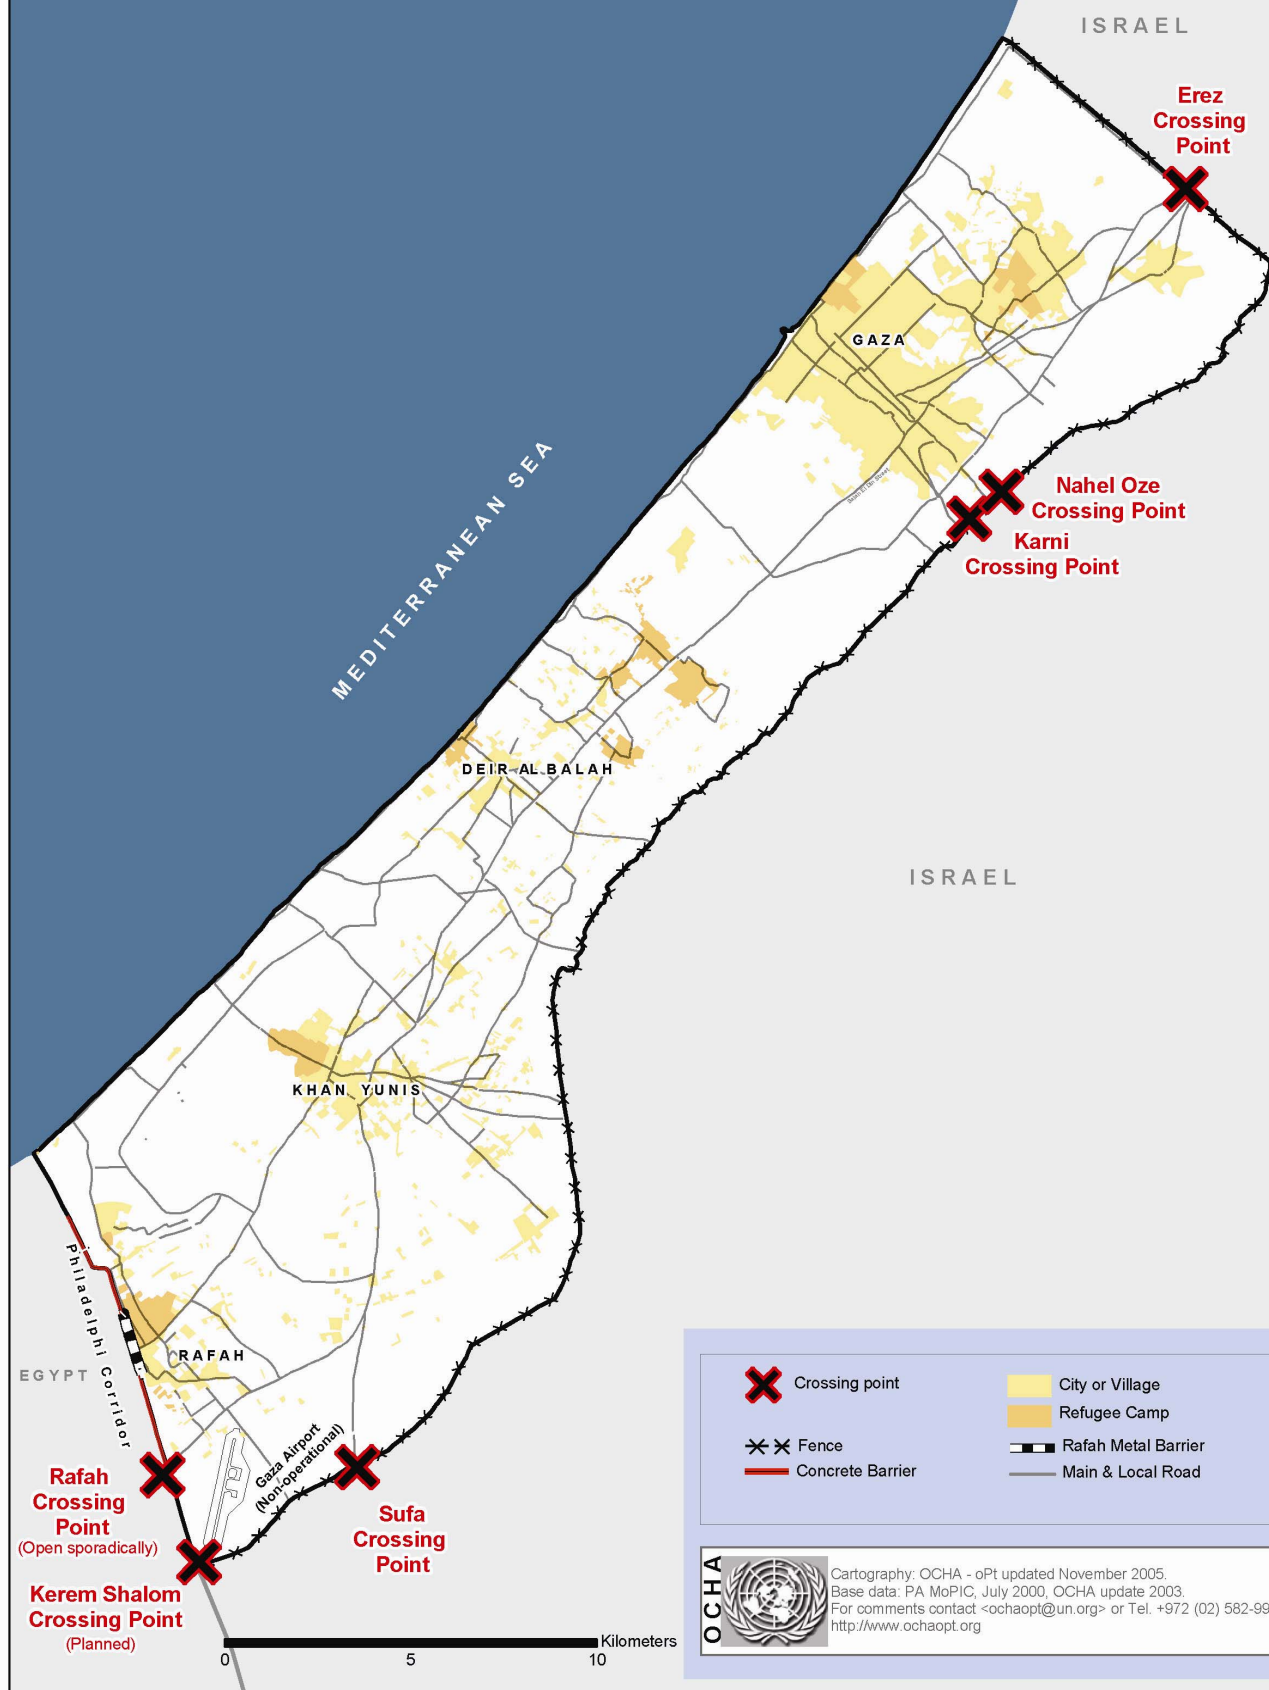 ISRAEL
Erez
Crossing
Point
GAZA
Salah El Din Street
MEDITERRANEAN SEA
Nahel Oze
Crossing Point
Karni
Crossing Point
DEIR AL BALAH
ISRAEL
KHAN YUNIS
Philadelphi Corridor
RAFAH
EGYPT
Gaza Airport
(Non-operational)
Rafah
Crossing
Point
(Open sporadically)
Sufa
Crossing
Point
Kerem Shalom
Crossing Point
(Planned)
0 5 10 Kilometers
Crossing point
City or Village
Refugee Camp
Fence
Rafah Metal Barrier
Concrete Barrier
Main & Local Road
OCHA
Cartography: OCHA - oPt updated November 2005.
Base data: PA MoPIC, July 2000, OCHA update 2003.
For comments contact <ochaopt@un.org> or Tel. +972 (02) 582-99
http://www.ochaopt.org